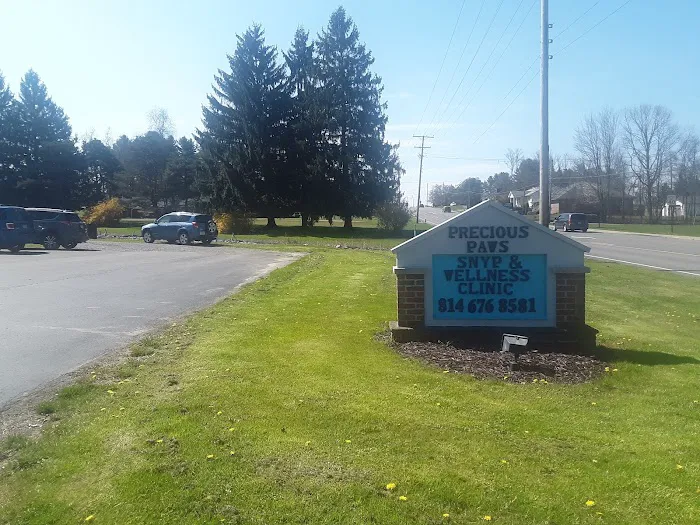 PRECIOUS
PAWS
SNYP &
WELLNESS
CLINIC
814 676 8581